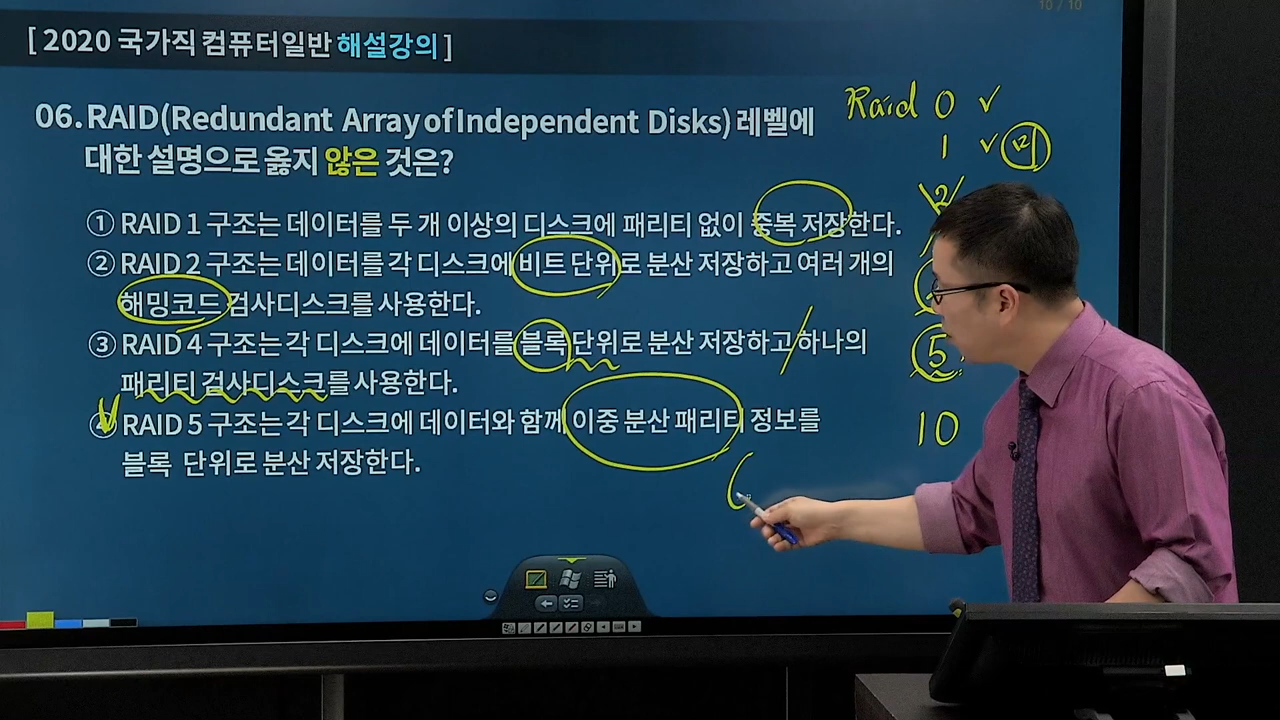 10 / 10
[ 2020 국가직 컴퓨터일반 해설강의 ]
06. RAID(Redundant Array of Independent Disks) 레벨에
대한 설명으로 옳지 않은 것은?
① RAID 1 구조는 데이터를 두 개 이상의 디스크에 패리티 없이 중복 저장한다.
② RAID 2 구조는 데이터를 각 디스크에 비트 단위로 분산 저장하고 여러 개의
해밍코드 검사디스크를 사용한다.
③ RAID 4 구조는 각 디스크에 데이터를 블록 단위로 분산 저장하고 하나의
패리티 검사디스크를 사용한다.
④ RAID 5 구조는 각 디스크에 데이터와 함께 이중 분산 패리티 정보를
블록 단위로 분산 저장한다.
Raid 0 ✓
1 ✓ 미
2
5
10